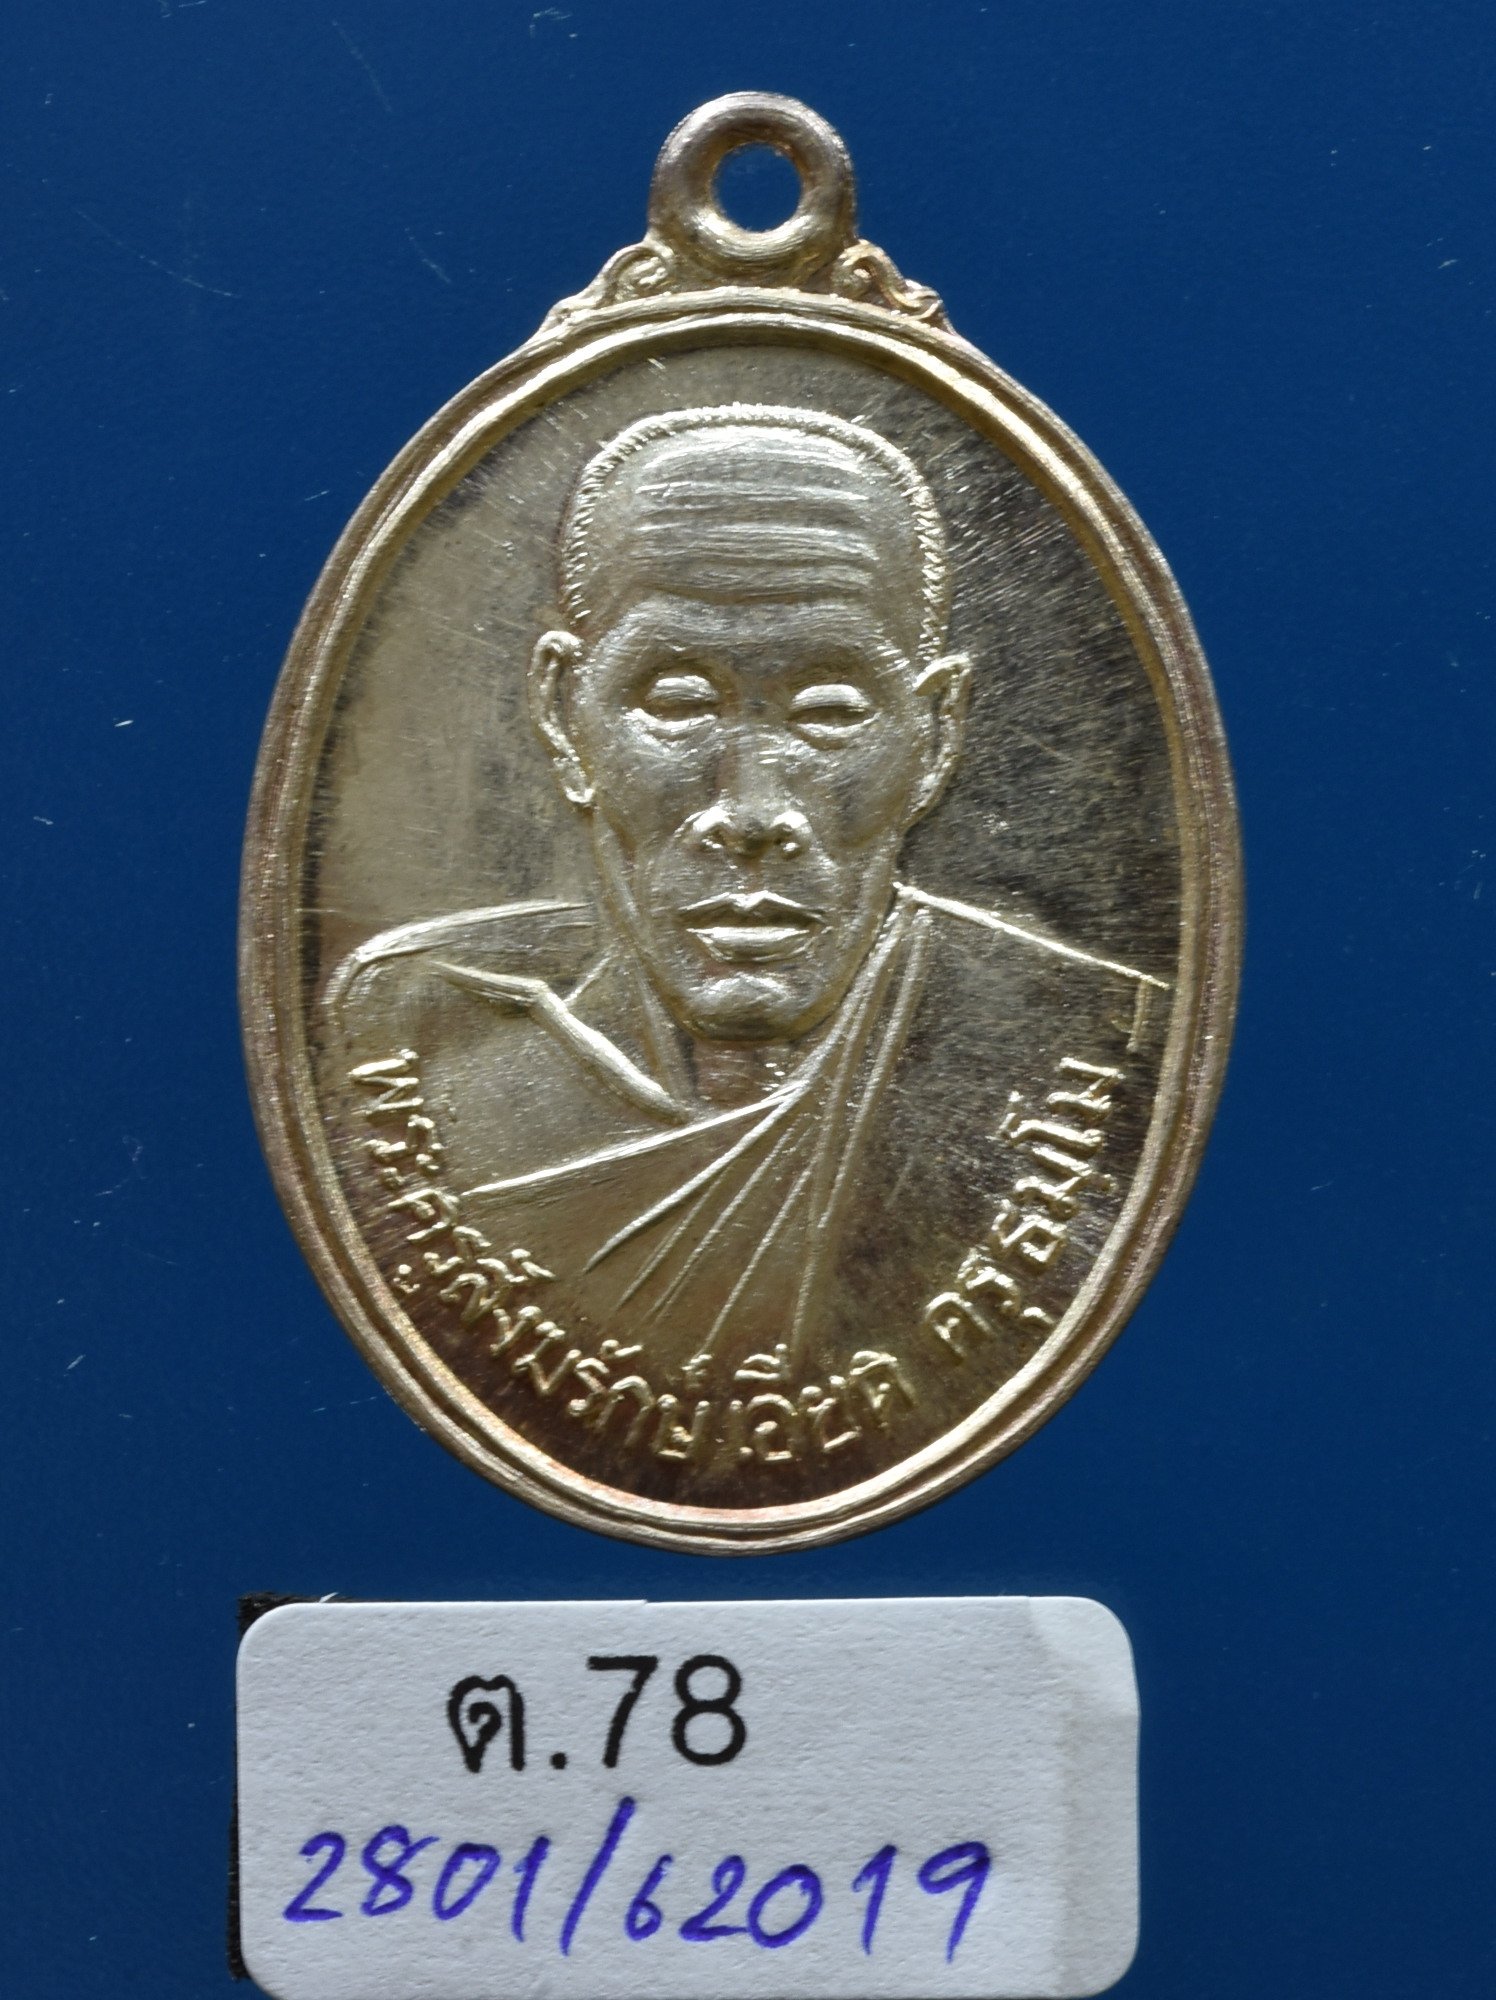 พระครูสิงบรักษ์ เอียด ครุธมฺโม
ต.78
2801/62019